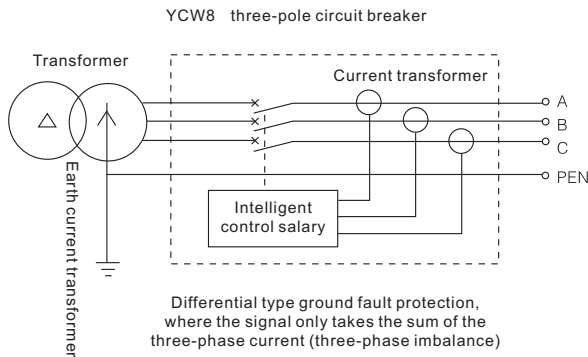 YCW8 three-pole circuit breaker
Transformer
Current transformer
A
B
C
PEN
Earth current transformer
Intelligent
control salary
Differential type ground fault protection,
where the signal only takes the sum of the
three-phase current (three-phase imbalance)